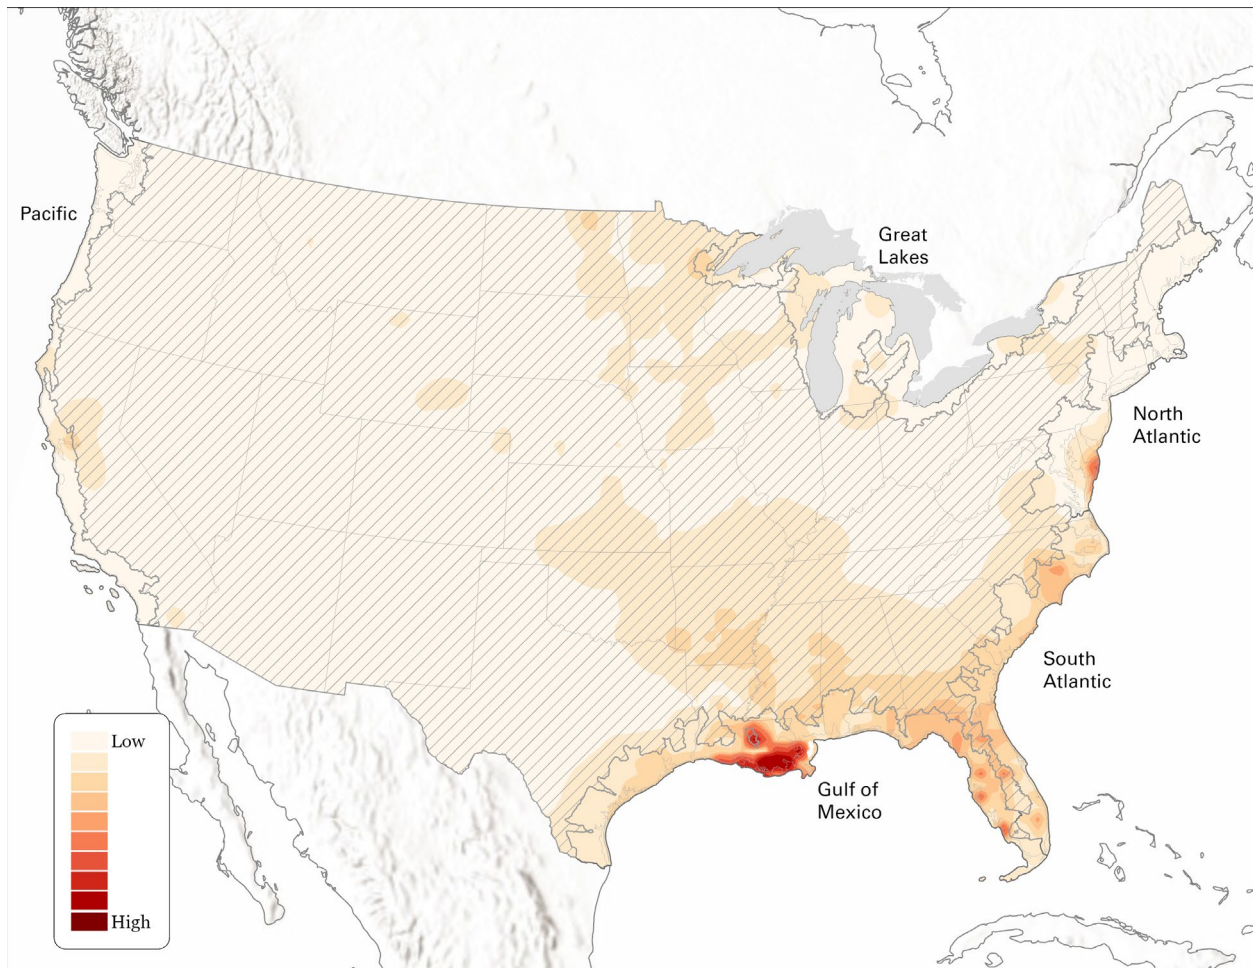 Pacific
Great
Lakes
North
Atlantic
South
Atlantic
Gulf of
Mexico
Low
High